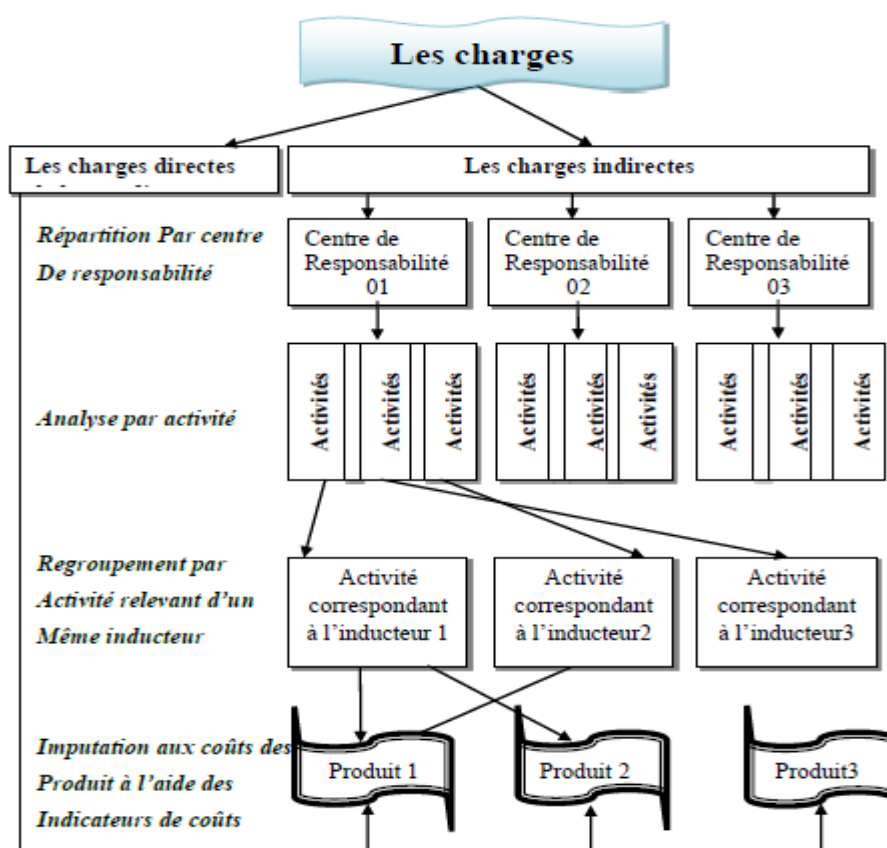 Les charges
Les charges directes
Les charges indirectes
Répartition Par centre
De responsabilité
Centre de
Responsabilité
01
Centre de
Responsabilité
02
Centre de
Responsabilité
03
Analyse par activité
Activités
Activités
Activités
Activités
Activités
Activités
Activités
Activités
Activités
Regroupement par
Activité relevant d'un
Même inducteur
Activité
correspondant
à l'inducteur 1
Activité
correspondant
à l'inducteur2
Activité
correspondant
à l'inducteur3
Imputation aux coûts des
Produit à l'aide des
Indicateurs de coûts
Produit 1
Produit 2
Produit3